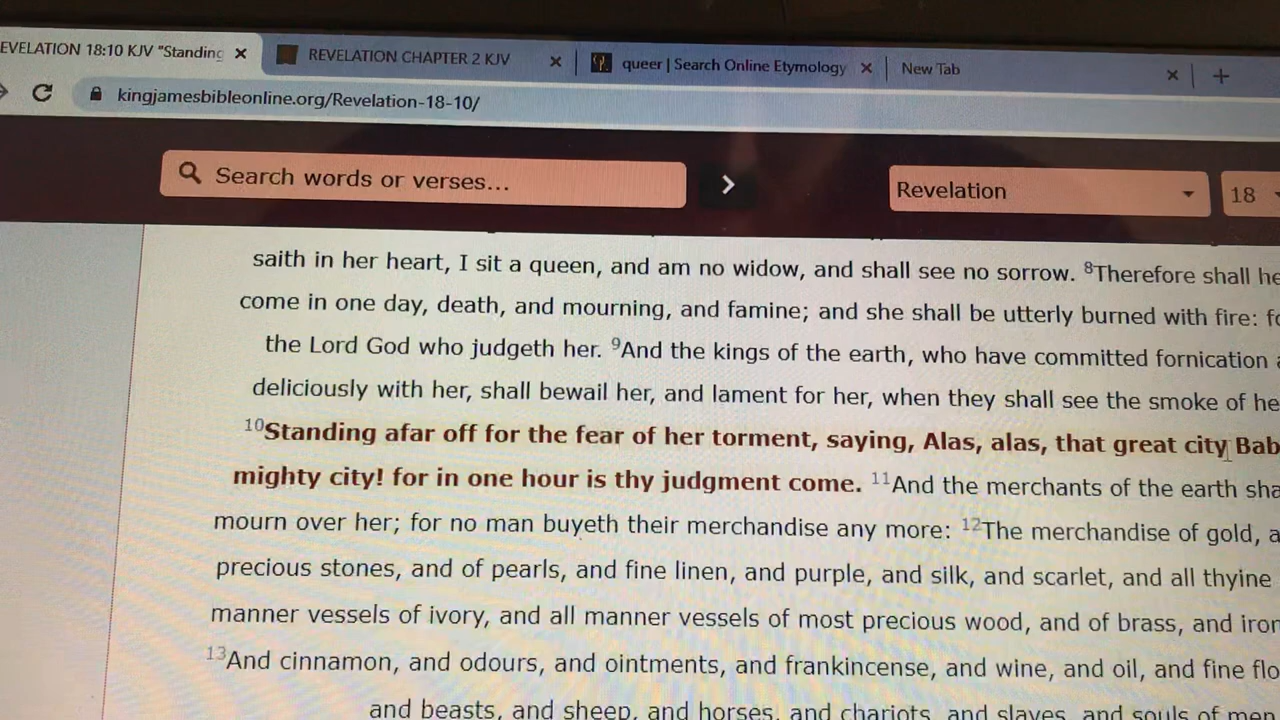 EVELATION 18:10 KJV "Standing
REVELATION CHAPTER 2 KJV
queer | Search Online Etymology
New Tab
kingjamesbibleonline.org/Revelation-18-10/
Search words or verses...
Revelation
18
saith in her heart, I sit a queen, and am no widow, and shall see no sorrow. 8Therefore shall he
come in one day, death, and mourning, and famine; and she shall be utterly burned with fire: fo
the Lord God who judgeth her. 9And the kings of the earth, who have committed fornication a
deliciously with her, shall bewail her, and lament for her, when they shall see the smoke of he
10Standing afar off for the fear of her torment, saying, Alas, alas, that great city Bab
mighty city! for in one hour is thy judgment come. 11And the merchants of the earth sha
mourn over her; for no man buyeth their merchandise any more: 12The merchandise of gold, a
precious stones, and of pearls, and fine linen, and purple, and silk, and scarlet, and all thyine
manner vessels of ivory, and all manner vessels of most precious wood, and of brass, and iron
13And cinnamon, and odours, and ointments, and frankincense, and wine, and oil, and fine flo
and beasts, and sheep, and horses, and chariots, and slaves, and souls of men